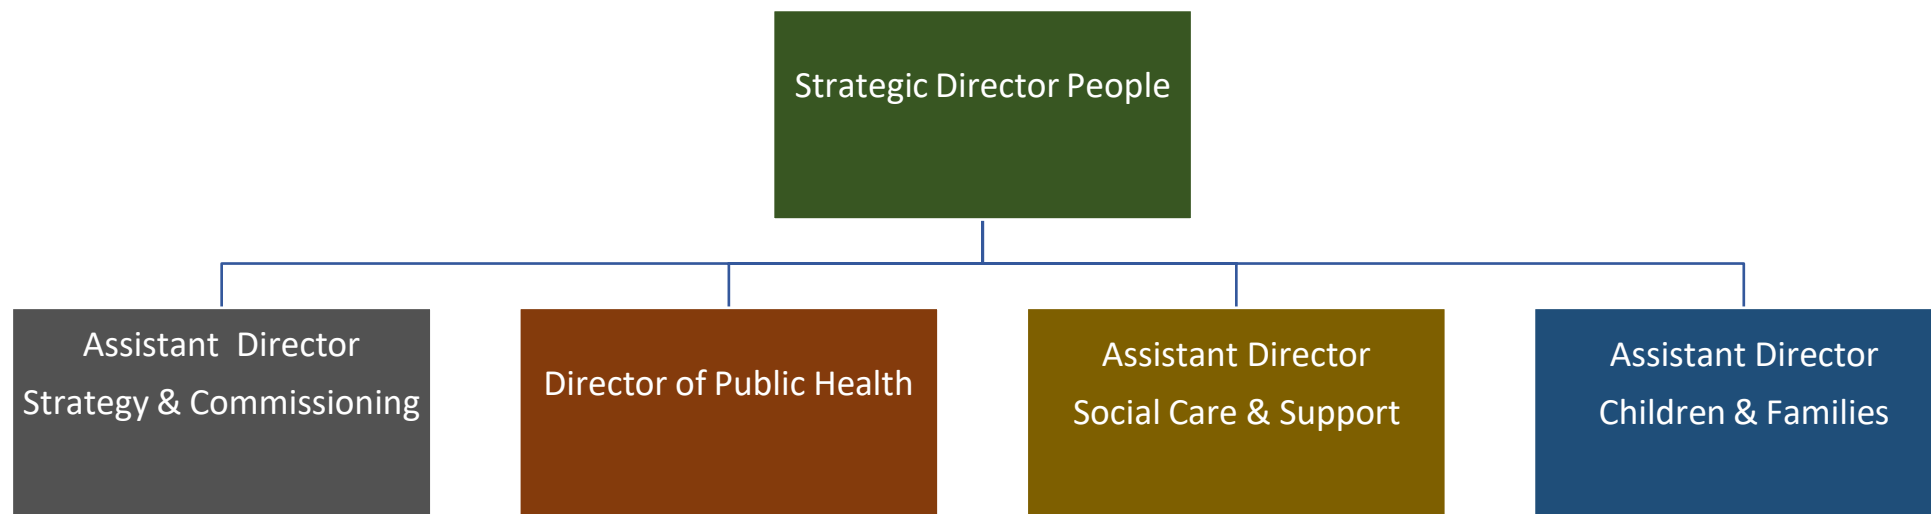 Strategic Director People
Assistant  Director
Strategy & Commissioning
Director of Public Health
Assistant Director
Social Care & Support
Assistant Director
Children & Families